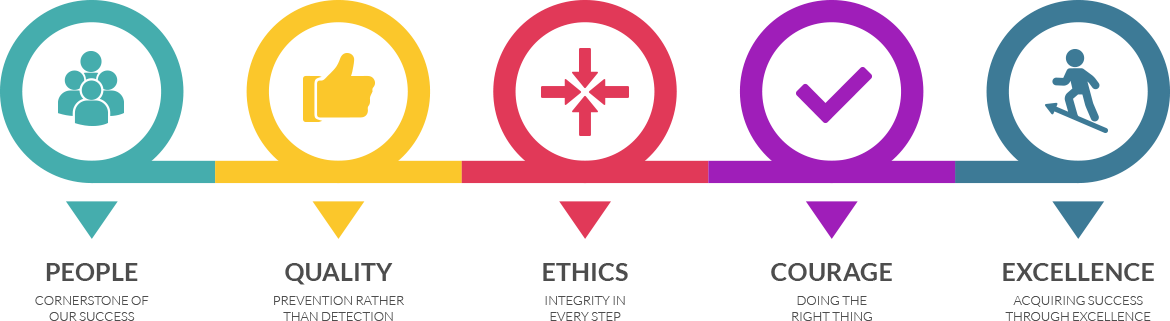 PEOPLE
CORNERSTONE OF
OUR SUCCESS
QUALITY
PREVENTION RATHER
THAN DETECTION
ETHICS
INTEGRITY IN
EVERY STEP
COURAGE
DOING THE
RIGHT THING
EXCELLENCE
ACQUIRING SUCCESS
THROUGH EXCELLENCE